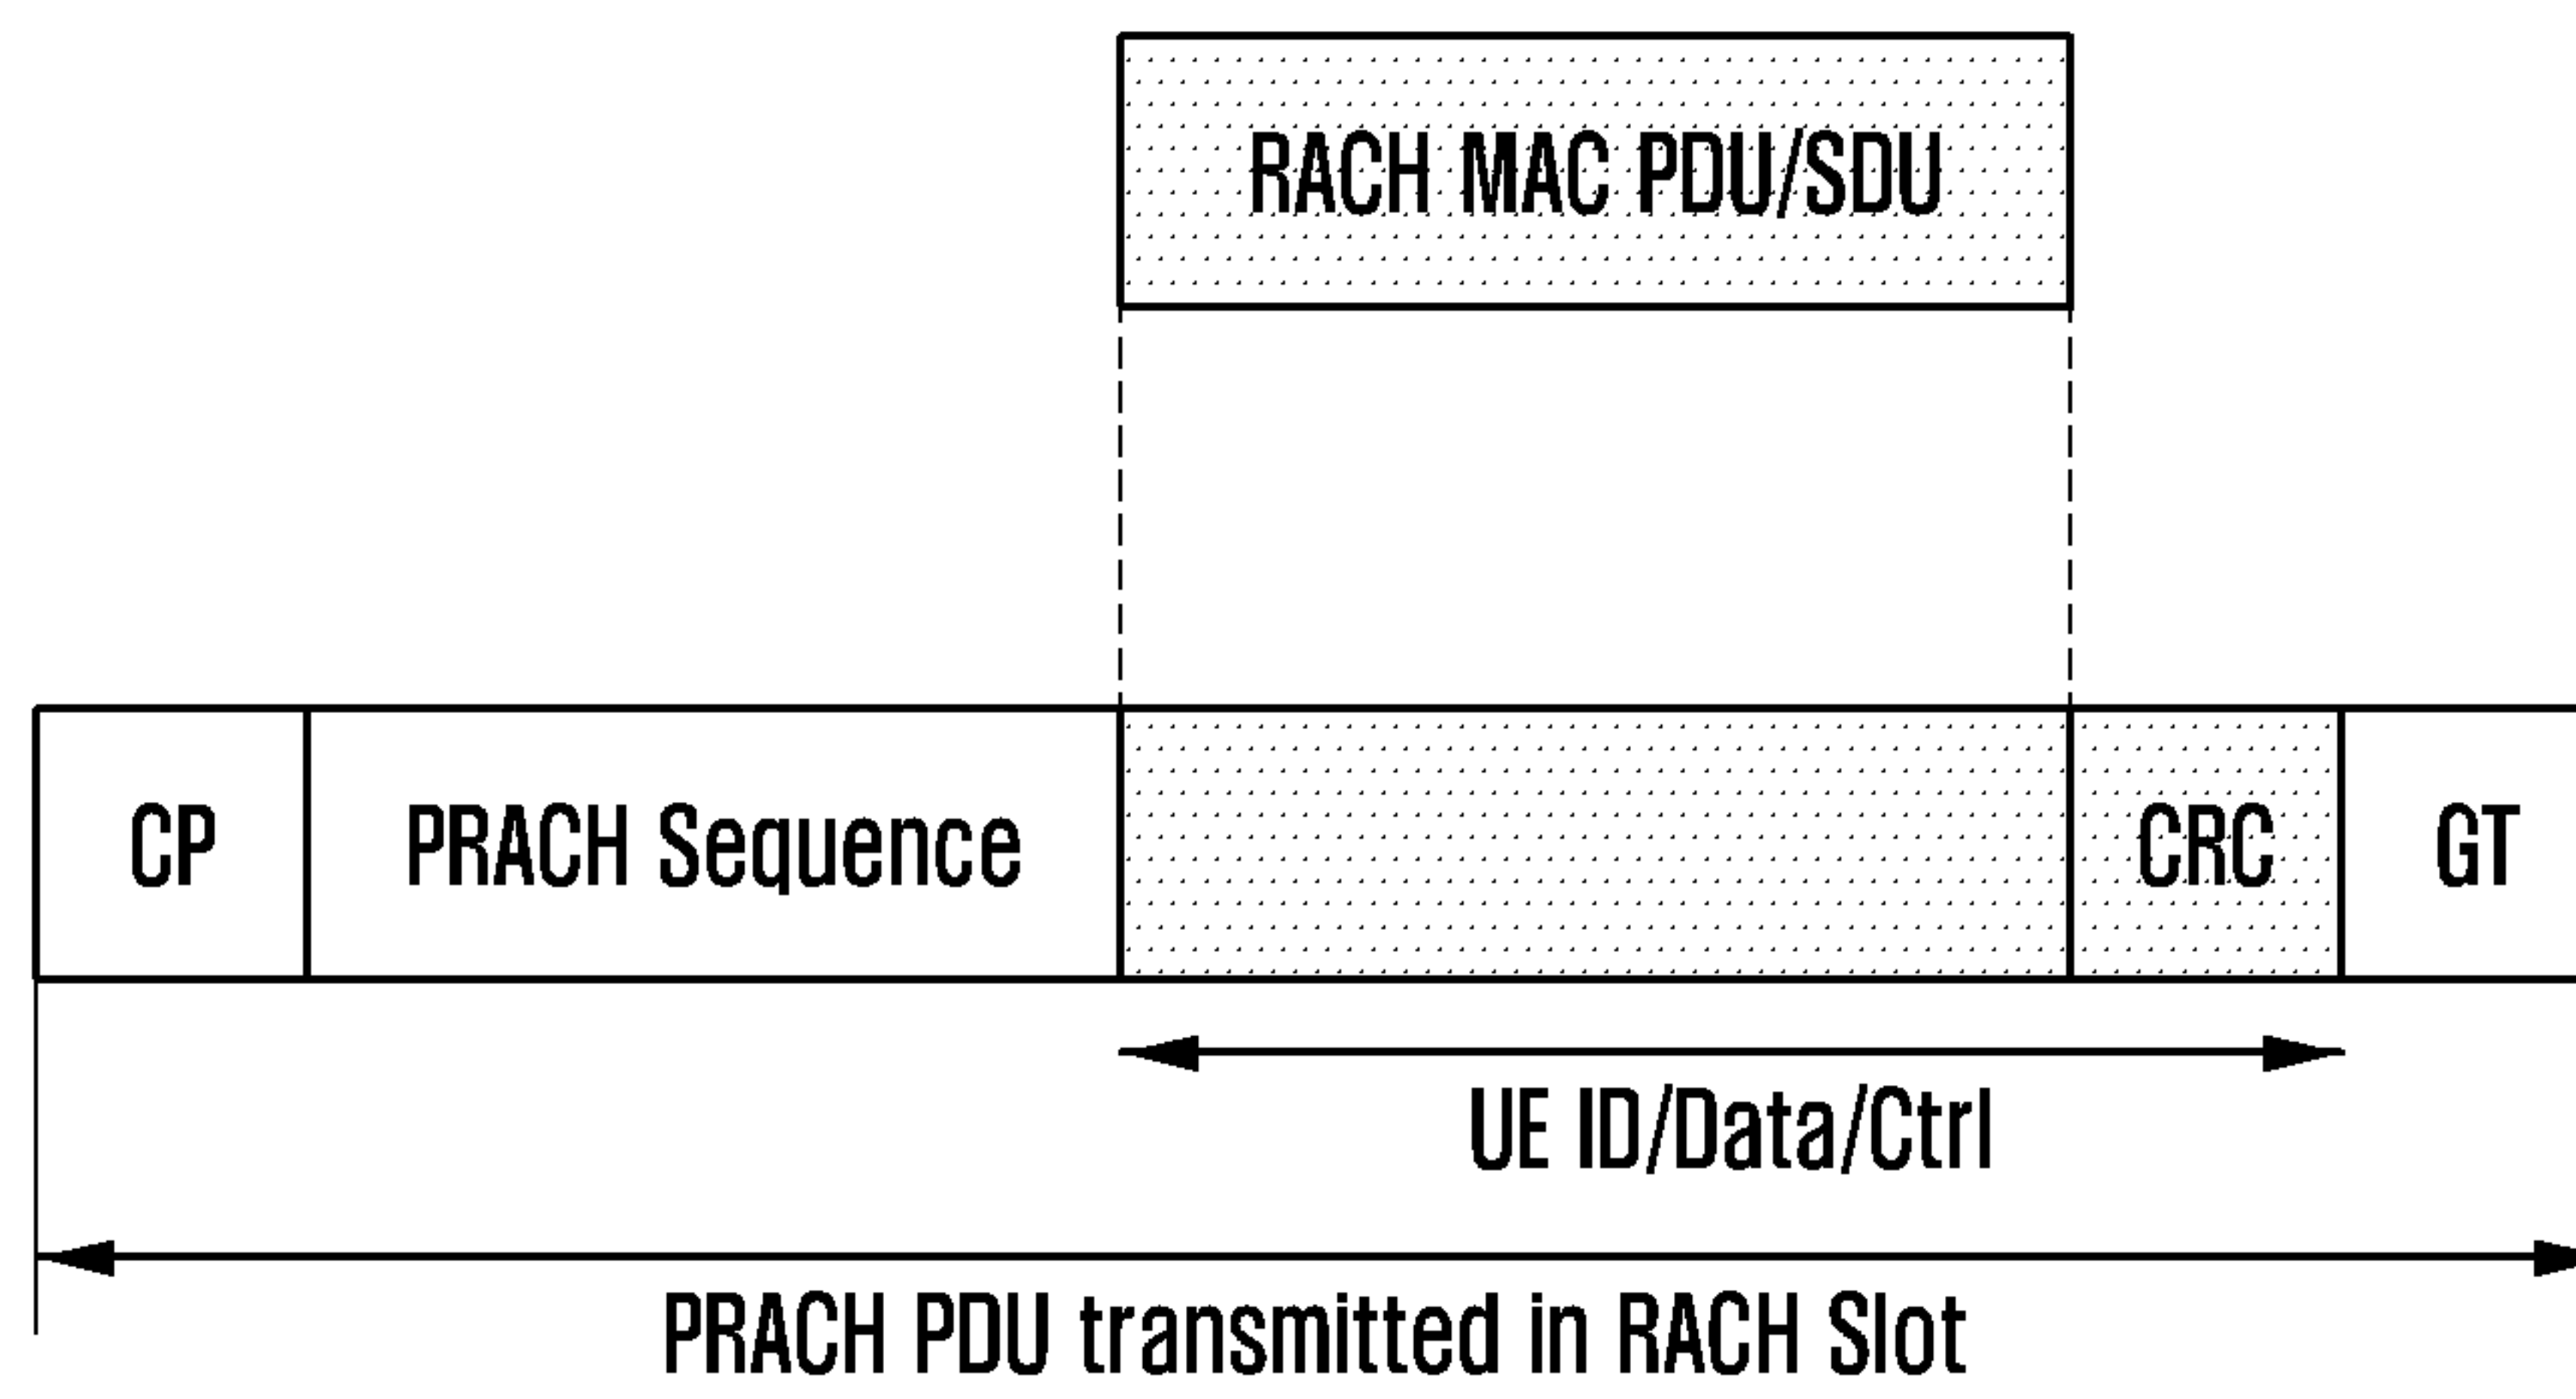 RACH MAC PDU/SDU
CP PRACH Sequence CRC GT
UE ID/Data/Ctrl
PRACH PDU transmitted in RACH Slot